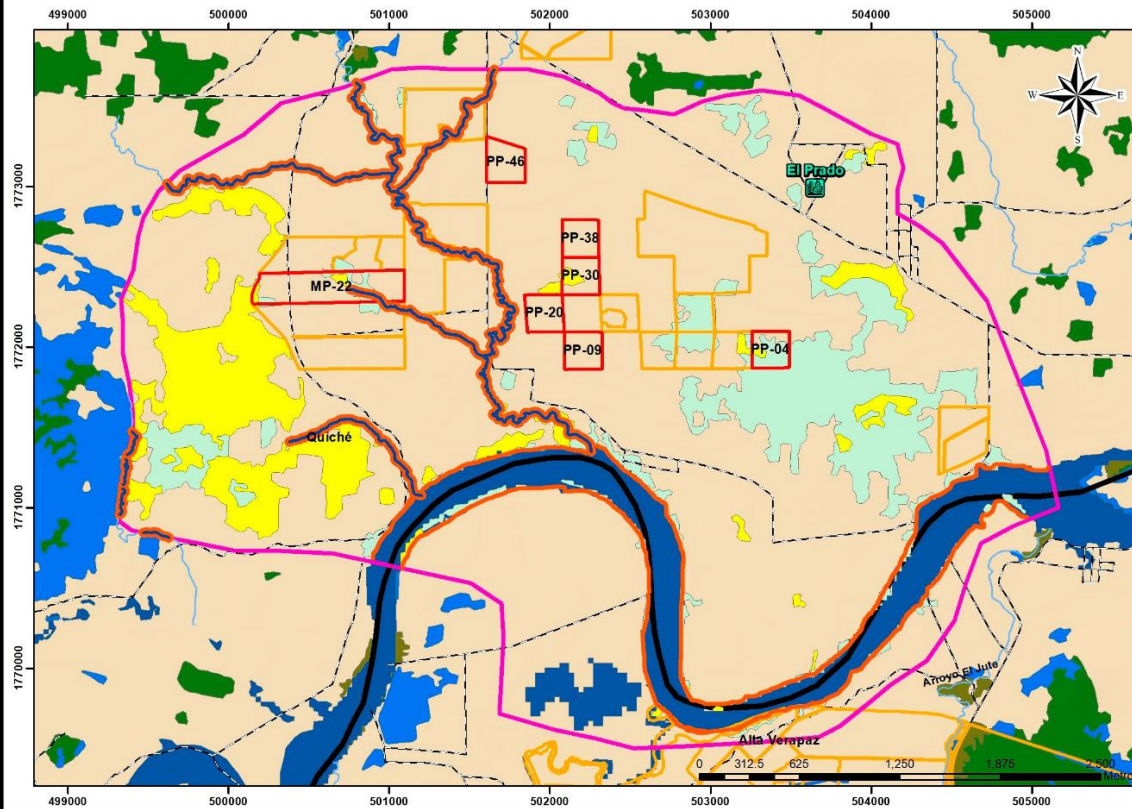 499000 500000 501000 502000 503000 504000 505000
N
W E
S
1773000
1772000
1771000
1770000
El Prado
PP-46
PP-38
PP-30
MP-22
PP-20
PP-09
PP-04
Quiché
Arroyo El Jute
Alta Verapaz
0 312.5 625 1,250 1,875 2,500
Metro
499000 500000 501000 502000 503000 504000 505000